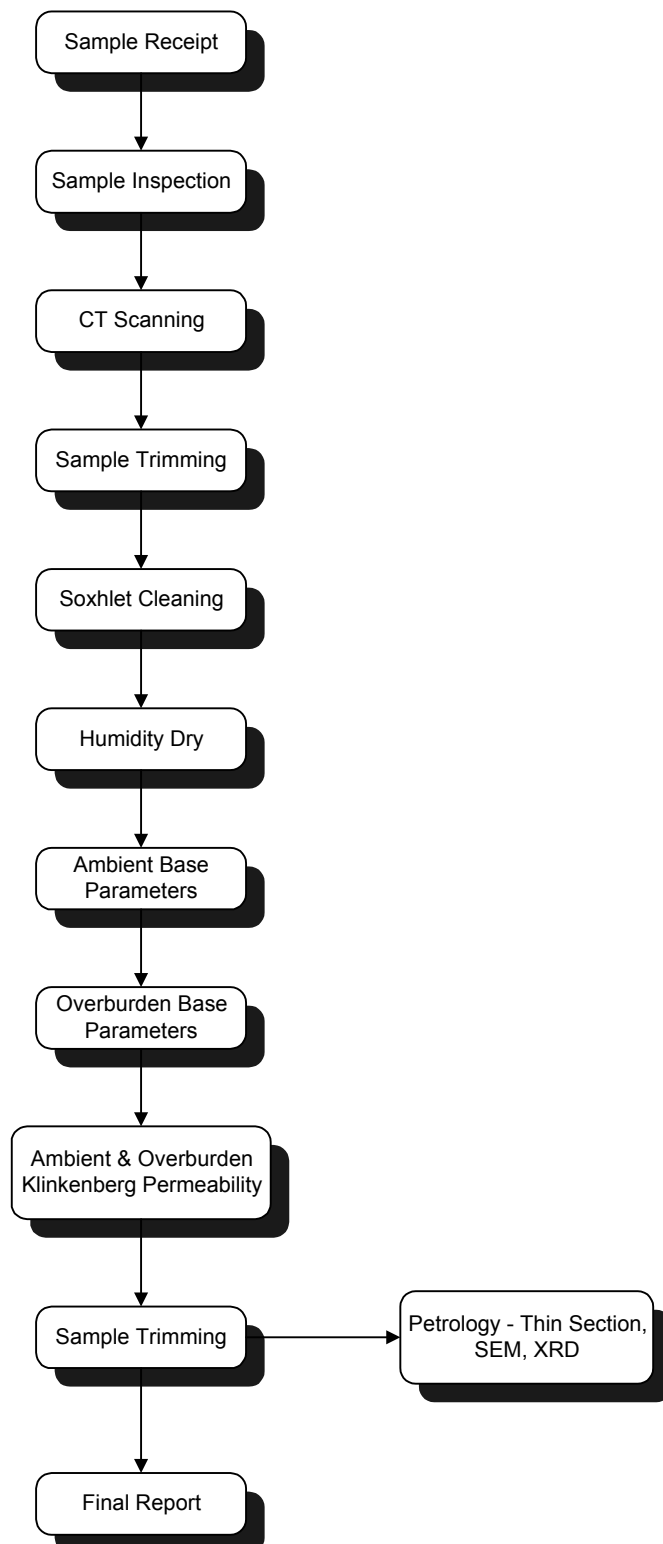 Sample Receipt
Sample Inspection
CT Scanning
Sample Trimming
Soxhlet Cleaning
Humidity Dry
Ambient Base
Parameters
Overburden Base
Parameters
Ambient & Overburden
Klinkenberg Permeability
Sample Trimming
Petrology - Thin Section,
SEM, XRD
Final Report